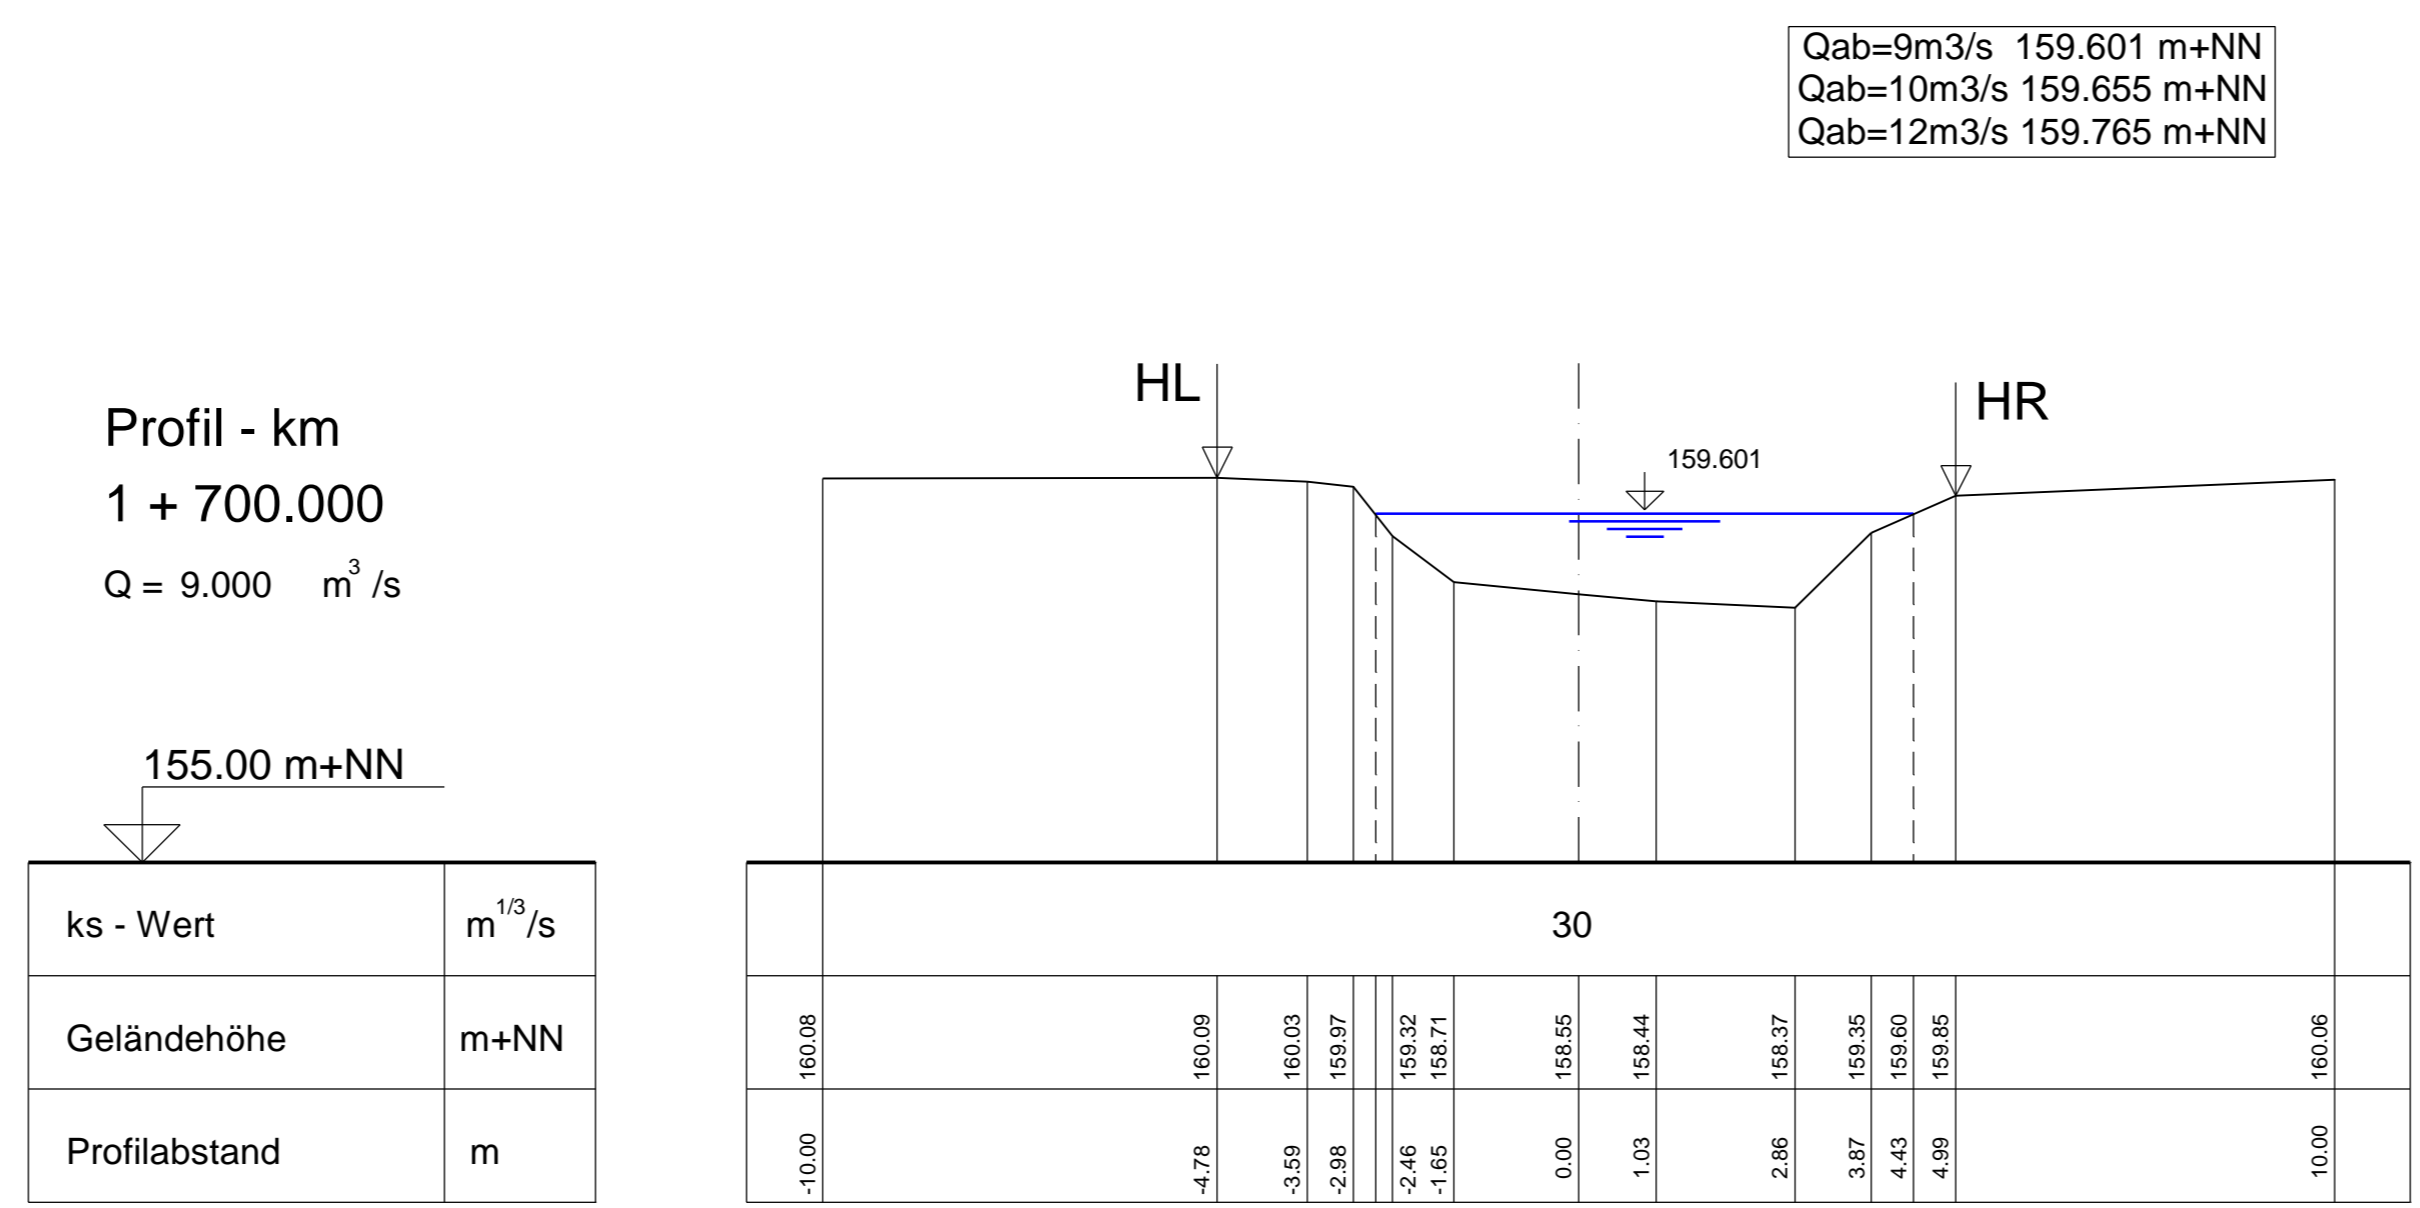 Qab=9m3/s 159.601 m+NN
Qab=10m3/s 159.655 m+NN
Qab=12m3/s 159.765 m+NN
HL
HR
159.601
Profil - km
1 + 700.000
Q = 9.000 m³ /s
155.00 m+NN
ks - Wert m^1/3/s 30
Geländehöhe m+NN 160.08 160.09 160.03 159.97 159.32 158.71 158.55 158.44 158.37 159.35 159.60 159.85 160.06
Profilabstand m -10.00 -4.78 -3.59 -2.98 -2.46 -1.65 0.00 1.03 2.86 3.87 4.43 4.99 10.00